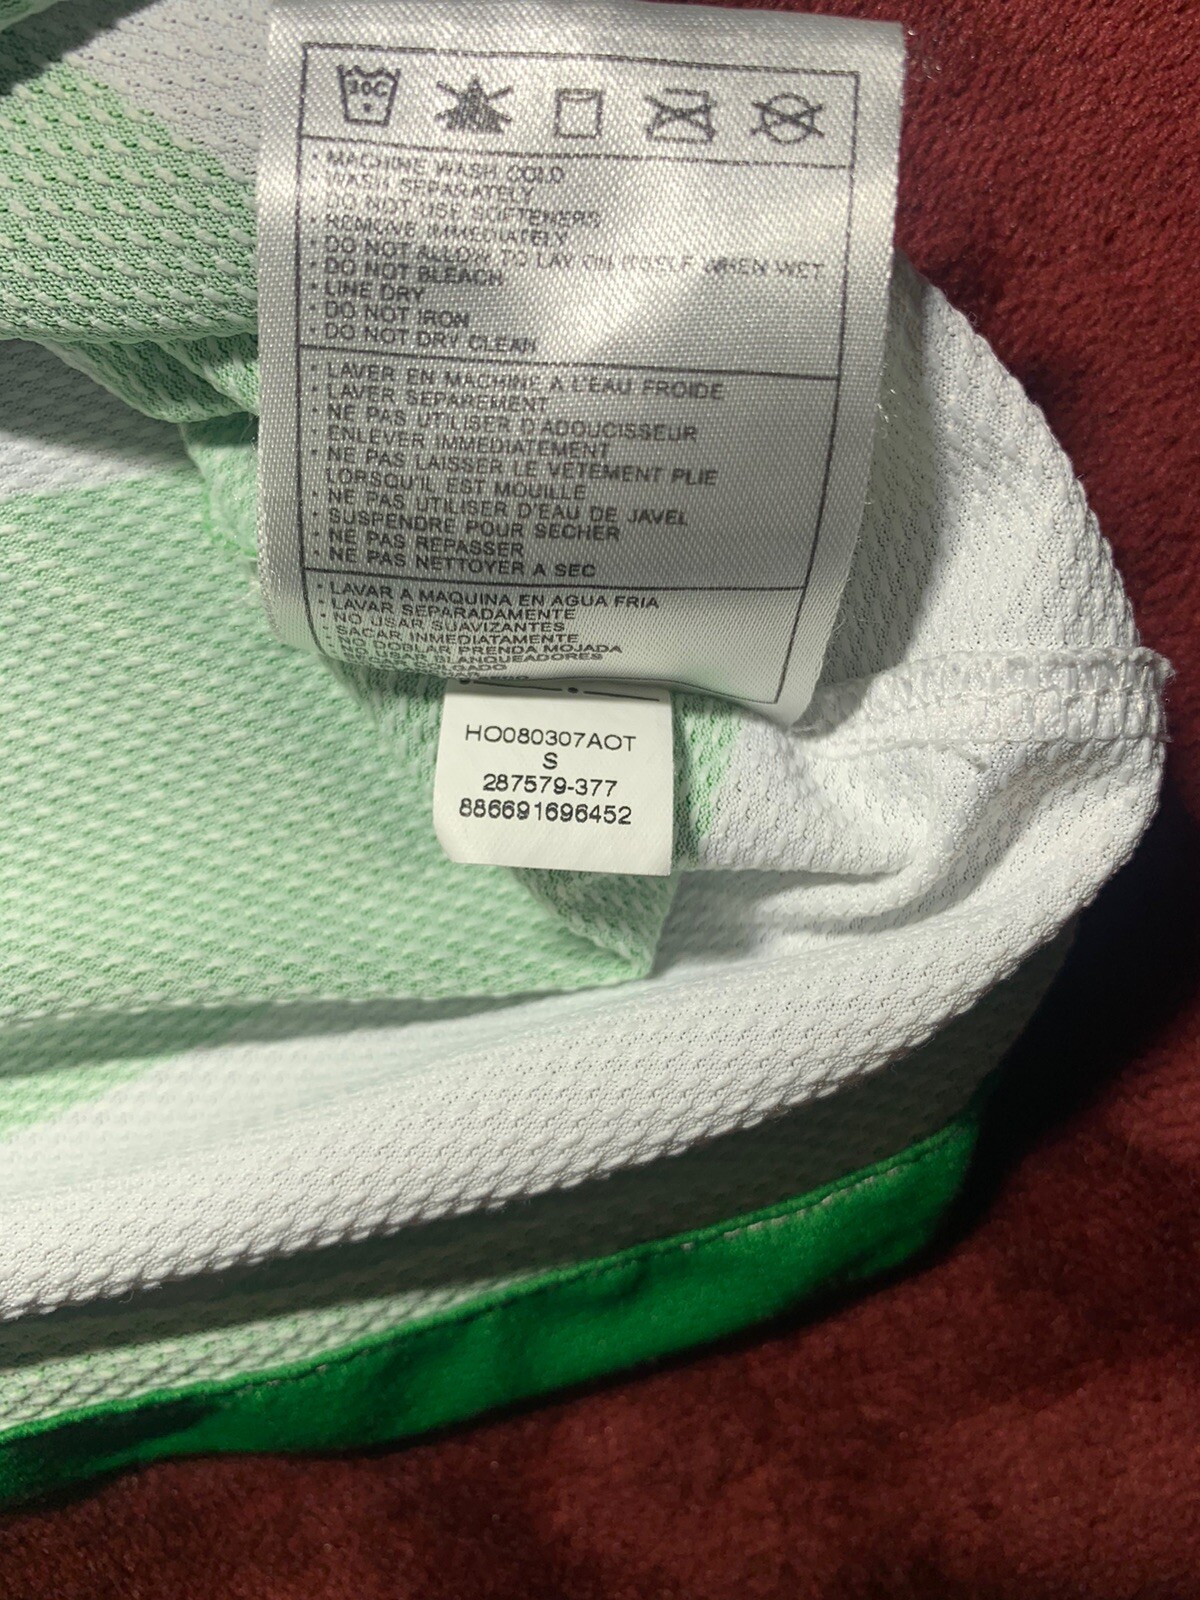 30C
• MACHINE WASH COLD
• WASH SEPARATELY
DO NOT USE SOFTENERS
• REMOVE IMMEDIATELY
• DO NOT ALLOW TO LAY ON ITSELF WHEN WET
• DO NOT BLEACH
• LINE DRY
• DO NOT IRON
• DO NOT DRY CLEAN
• LAVER EN MACHINE A L'EAU FROIDE
• LAVER SEPAREMENT
• NE PAS UTILISER D'ADOUCISSEUR
• ENLEVER IMMEDIATEMENT
• NE PAS LAISSER LE VETEMENT PLIE
LORSQU'IL EST MOUILLE
• NE PAS UTILISER D'EAU DE JAVEL
• SUSPENDRE POUR SECHER
• NE PAS REPASSER
• NE PAS NETTOYER A SEC
• LAVAR A MAQUINA EN AGUA FRIA
• LAVAR SEPARADAMENTE
• NO USAR SUAVIZANTES
• SACAR INMEDIATAMENTE
• NO DOBLAR PRENDA MOJADA
• NO USAR BLANQUEADORES
HO080307AOT
S
287579-377
886691696452